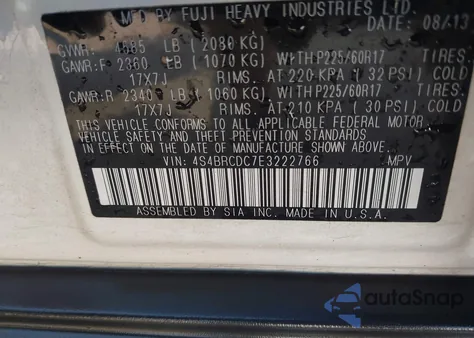 MFD BY FUJI HEAVY INDUSTRIES LTD.
DATE: 08/13
GVWR: 4585 LB (2080 KG)
GAWR:F 2360 LB (1070 KG) WITH P225/60R17 TIRES.
17X7J RIMS. AT 220 KPA (32 PSI) COLD
GAWR:R 2340 LB (1060 KG) WITH P225/60R17 TIRES.
17X7J RIMS. AT 210 KPA (30 PSI) COLD
THIS VEHICLE CONFORMS TO ALL APPLICABLE FEDERAL MOTOR
VEHICLE SAFETY AND THEFT PREVENTION STANDARDS
IN EFFECT ON THE DATE OF MANUFACTURE SHOWN ABOVE.
VIN: 4S4BRCDC7E3222766 MPV
ASSEMBLED BY SIA INC. IN U.S.A.
autoSnap